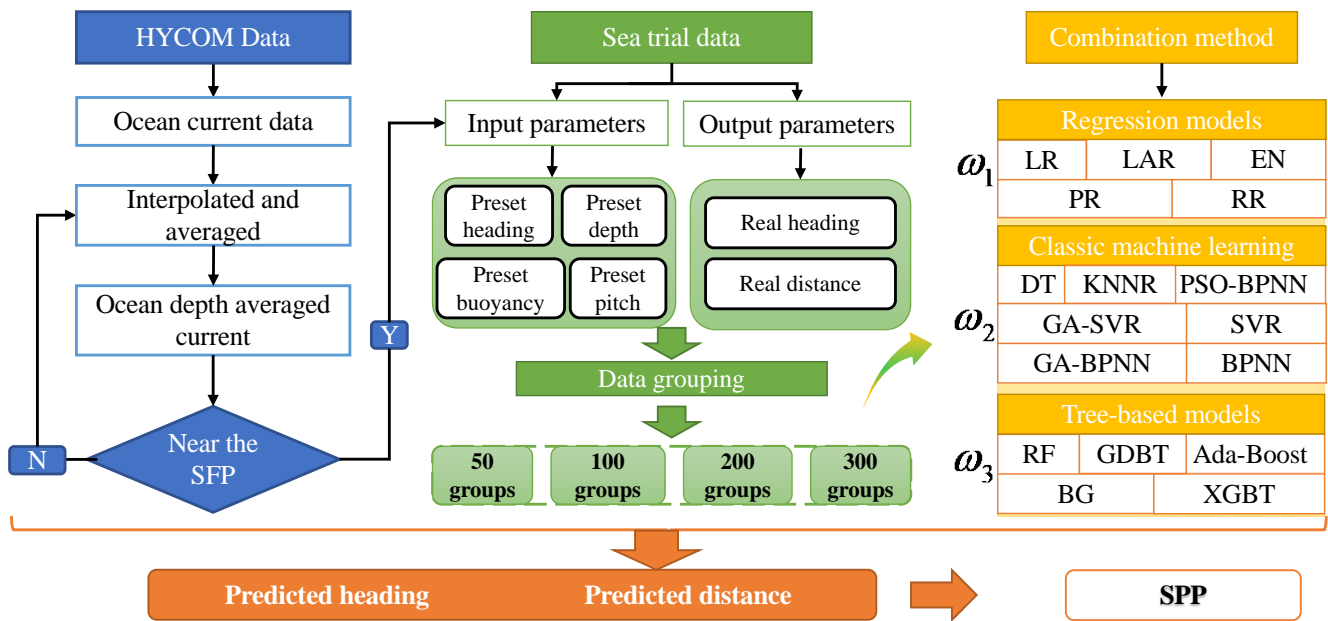 HYCOM Data
Ocean current data
Interpolated and
averaged
Ocean depth averaged
current
Near the
SFP
N
Y
Sea trial data
Input parameters
Output parameters
Preset
heading
Preset
depth
Preset
buoyancy
Preset
pitch
Real heading
Real distance
Data grouping
50
groups
100
groups
200
groups
300
groups
Combination method
ω1
Regression models
LR LAR EN
PR RR
ω2
Classic machine learning
DT KNNR PSO-BPNN
GA-SVR SVR
GA-BPNN BPNN
ω3
Tree-based models
RF GDBT Ada-Boost
BG XGBT
Predicted heading Predicted distance
SPP